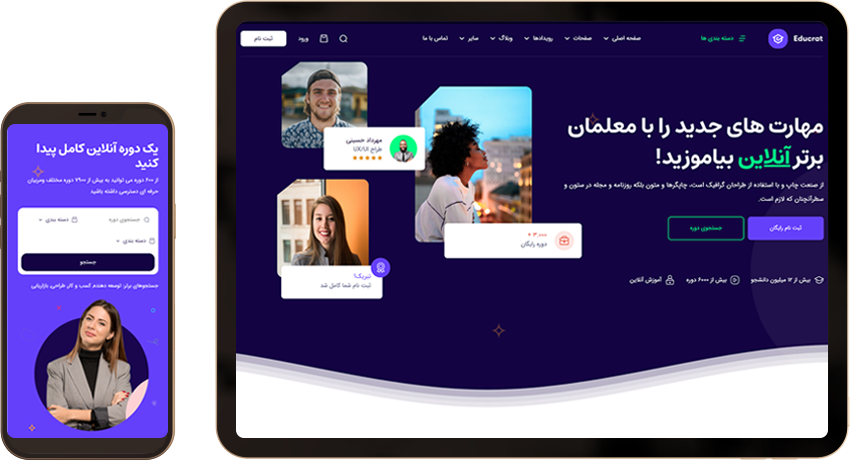 Educrat
دسته بندی ها
صفحه اصلی
صفحات
رویدادها
وبلاگ
سایر
تماس با ما
ورود
ثبت نام
مهارت های جدید را با معلمان
برتر آنلاین بیاموزید!
از صنعت چاپ و با استفاده از طراحان گرافیک است. چاپگرها و متون بلکه روزنامه و مجله در ستون و
سطرآنچنان که لازم است.
ثبت نام رایگان
جستجوی دوره
بیش از ۱۲ میلیون دانشجو
بیش از ۶۰۰۰ دوره
آموزش آنلاین
مهرداد حسینی
طراح UX/UI
+ ۱۴,۰۰۰
دوره رایگان
تبریک!
ثبت نام شما کامل شد
یک دوره آنلاین کامل پیدا
کنید
از ۶۰۰ دوره می توانید به بیش از ۷۹۰۰ دوره مختلف ومربیان
حرفه ای دسترسی داشته باشید
جستجوی دوره
دسته بندی
دسته بندی
جستجو
جستجوهای برتر: توسعه دهنده, کسب و کار, طراحی بازاریابی